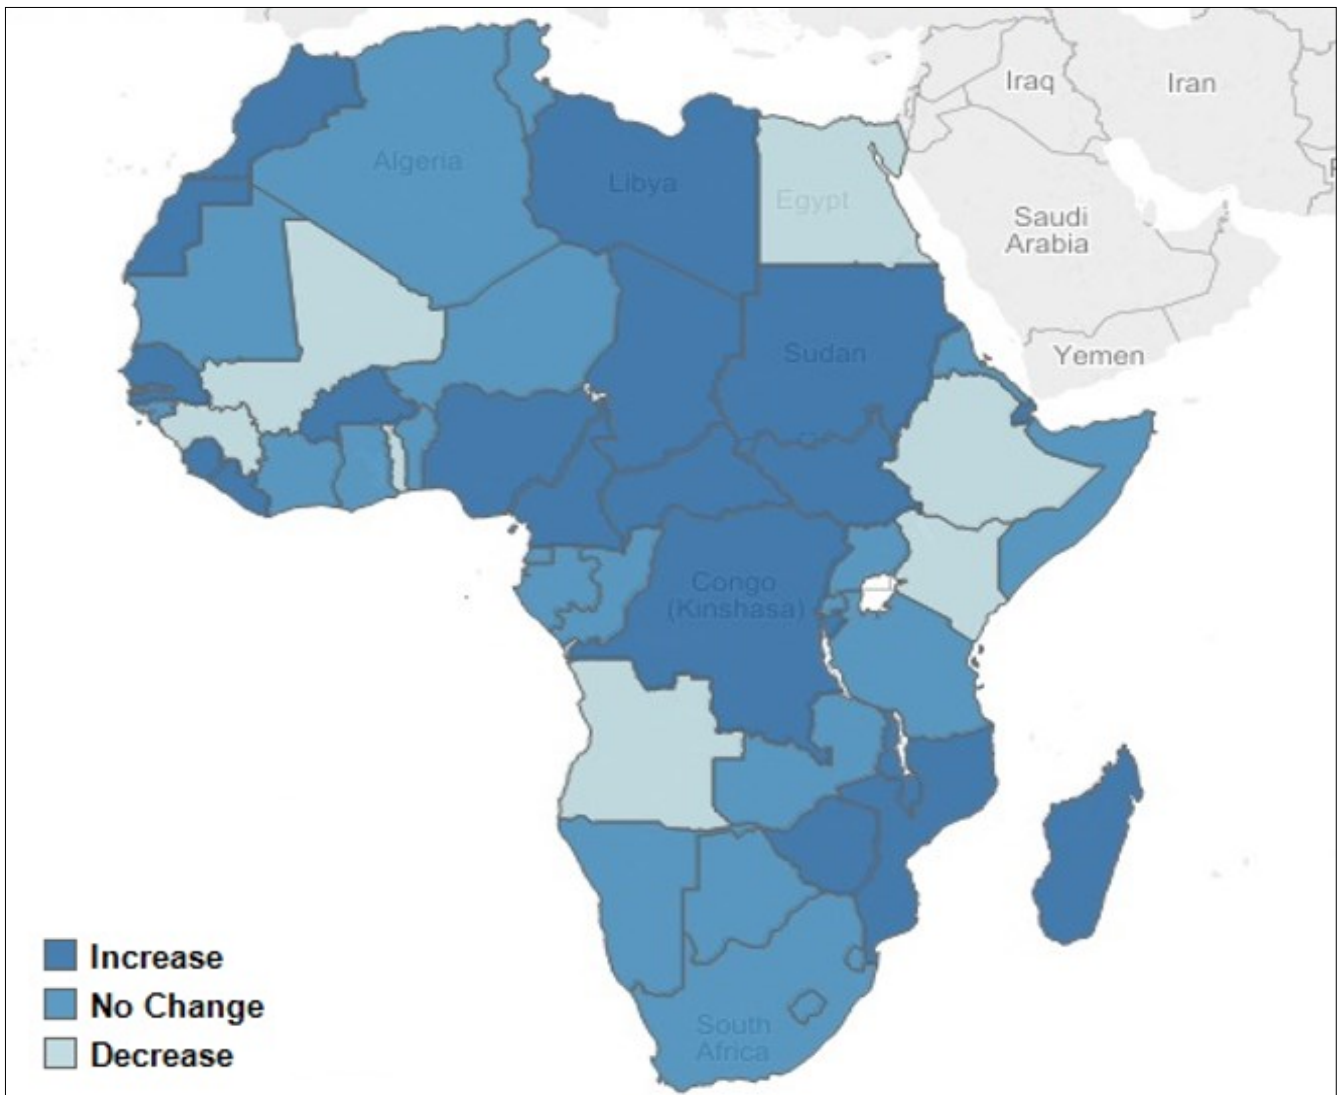 Iraq
Iran
Algeria
Libya
Egypt
Saudi
Arabia
Sudan
Yemen
Congo
(Kinshasa)
Increase
No Change
Decrease
South
Africa